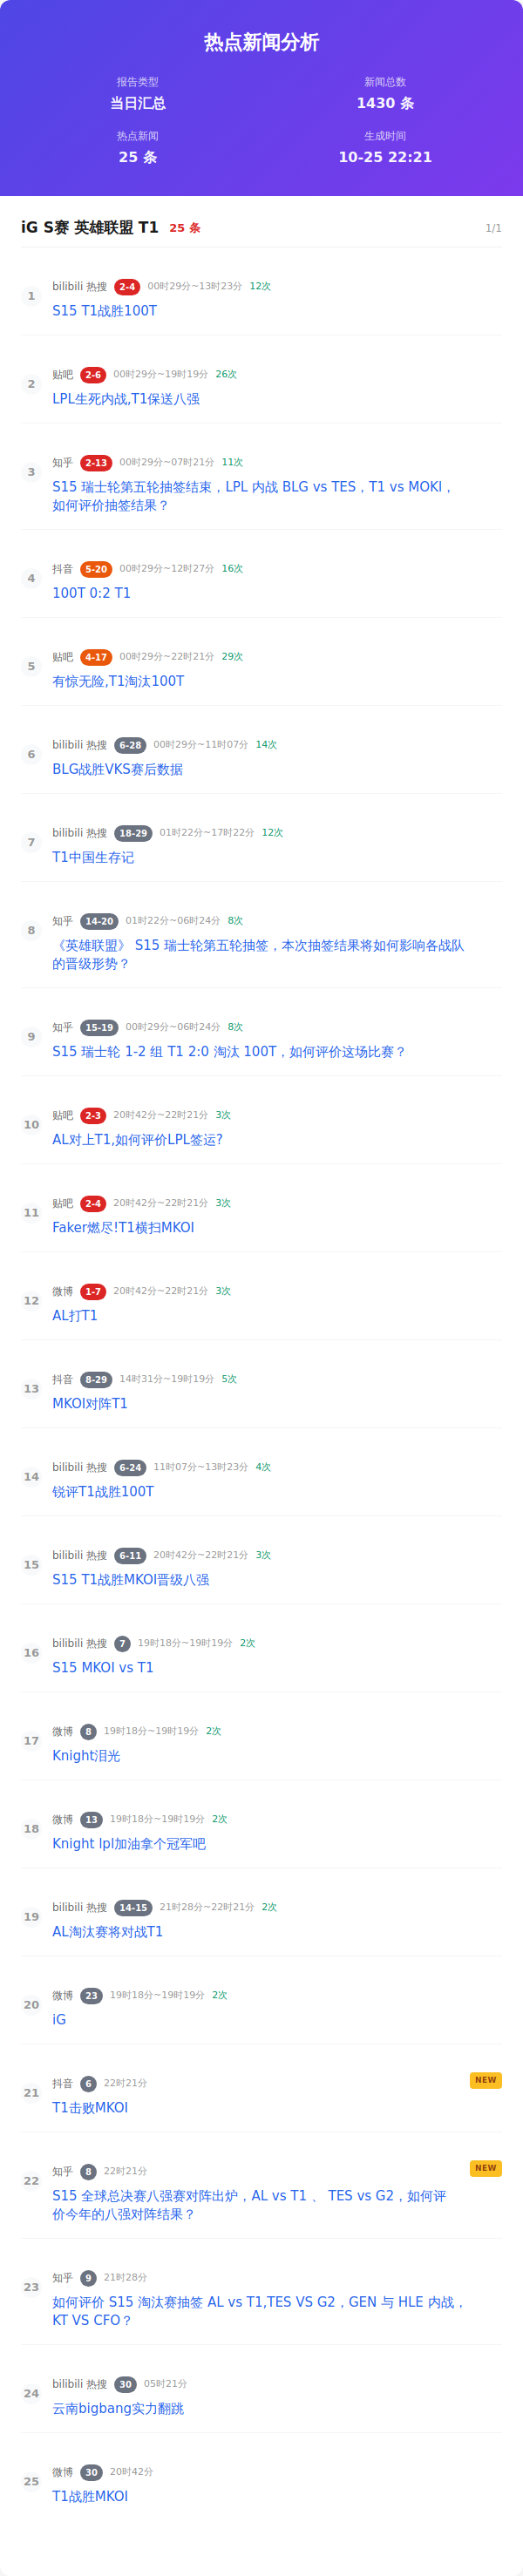 热点新闻分析
报告类型
新闻总数
当日汇总
1430 条
热点新闻
生成时间
25 条
10-25 22:21
iG S赛 英雄联盟 T1 25 条 1/1
1
bilibili 热搜 2-4 00时29分~13时23分 12次
S15 T1战胜100T
2
贴吧 2-6 00时29分~19时19分 26次
LPL生死内战,T1保送八强
3
知乎 2-13 00时29分~07时21分 11次
S15 瑞士轮第五轮抽签结束，LPL 内战 BLG vs TES，T1 vs MOKI，
如何评价抽签结果？
4
抖音 5-20 00时29分~12时27分 16次
100T 0:2 T1
5
贴吧 4-17 00时29分~22时21分 29次
有惊无险,T1淘汰100T
6
bilibili 热搜 6-28 00时29分~11时07分 14次
BLG战胜VKS赛后数据
7
bilibili 热搜 18-29 01时22分~17时22分 12次
T1中国生存记
8
知乎 14-20 01时22分~06时24分 8次
《英雄联盟》 S15 瑞士轮第五轮抽签，本次抽签结果将如何影响各战队
的晋级形势？
9
知乎 15-19 00时29分~06时24分 8次
S15 瑞士轮 1-2 组 T1 2:0 淘汰 100T，如何评价这场比赛？
10
贴吧 2-3 20时42分~22时21分 3次
AL对上T1,如何评价LPL签运?
11
贴吧 2-4 20时42分~22时21分 3次
Faker燃尽!T1横扫MKOI
12
微博 1-7 20时42分~22时21分 3次
AL打T1
13
抖音 8-29 14时31分~19时19分 5次
MKOI对阵T1
14
bilibili 热搜 6-24 11时07分~13时23分 4次
锐评T1战胜100T
15
bilibili 热搜 6-11 20时42分~22时21分 3次
S15 T1战胜MKOI晋级八强
16
bilibili 热搜 7 19时18分~19时19分 2次
S15 MKOI vs T1
17
微博 8 19时18分~19时19分 2次
Knight泪光
18
微博 13 19时18分~19时19分 2次
Knight lpl加油拿个冠军吧
19
bilibili 热搜 14-15 21时28分~22时21分 2次
AL淘汰赛将对战T1
20
微博 23 19时18分~19时19分 2次
iG
21
抖音 6 22时21分 NEW
T1击败MKOI
22
知乎 8 22时21分 NEW
S15 全球总决赛八强赛对阵出炉，AL vs T1 、 TES vs G2，如何评
价今年的八强对阵结果？
23
知乎 9 21时28分
如何评价 S15 淘汰赛抽签 AL vs T1,TES VS G2，GEN 与 HLE 内战，
KT VS CFO？
24
bilibili 热搜 30 05时21分
云南bigbang实力翻跳
25
微博 30 20时42分
T1战胜MKOI